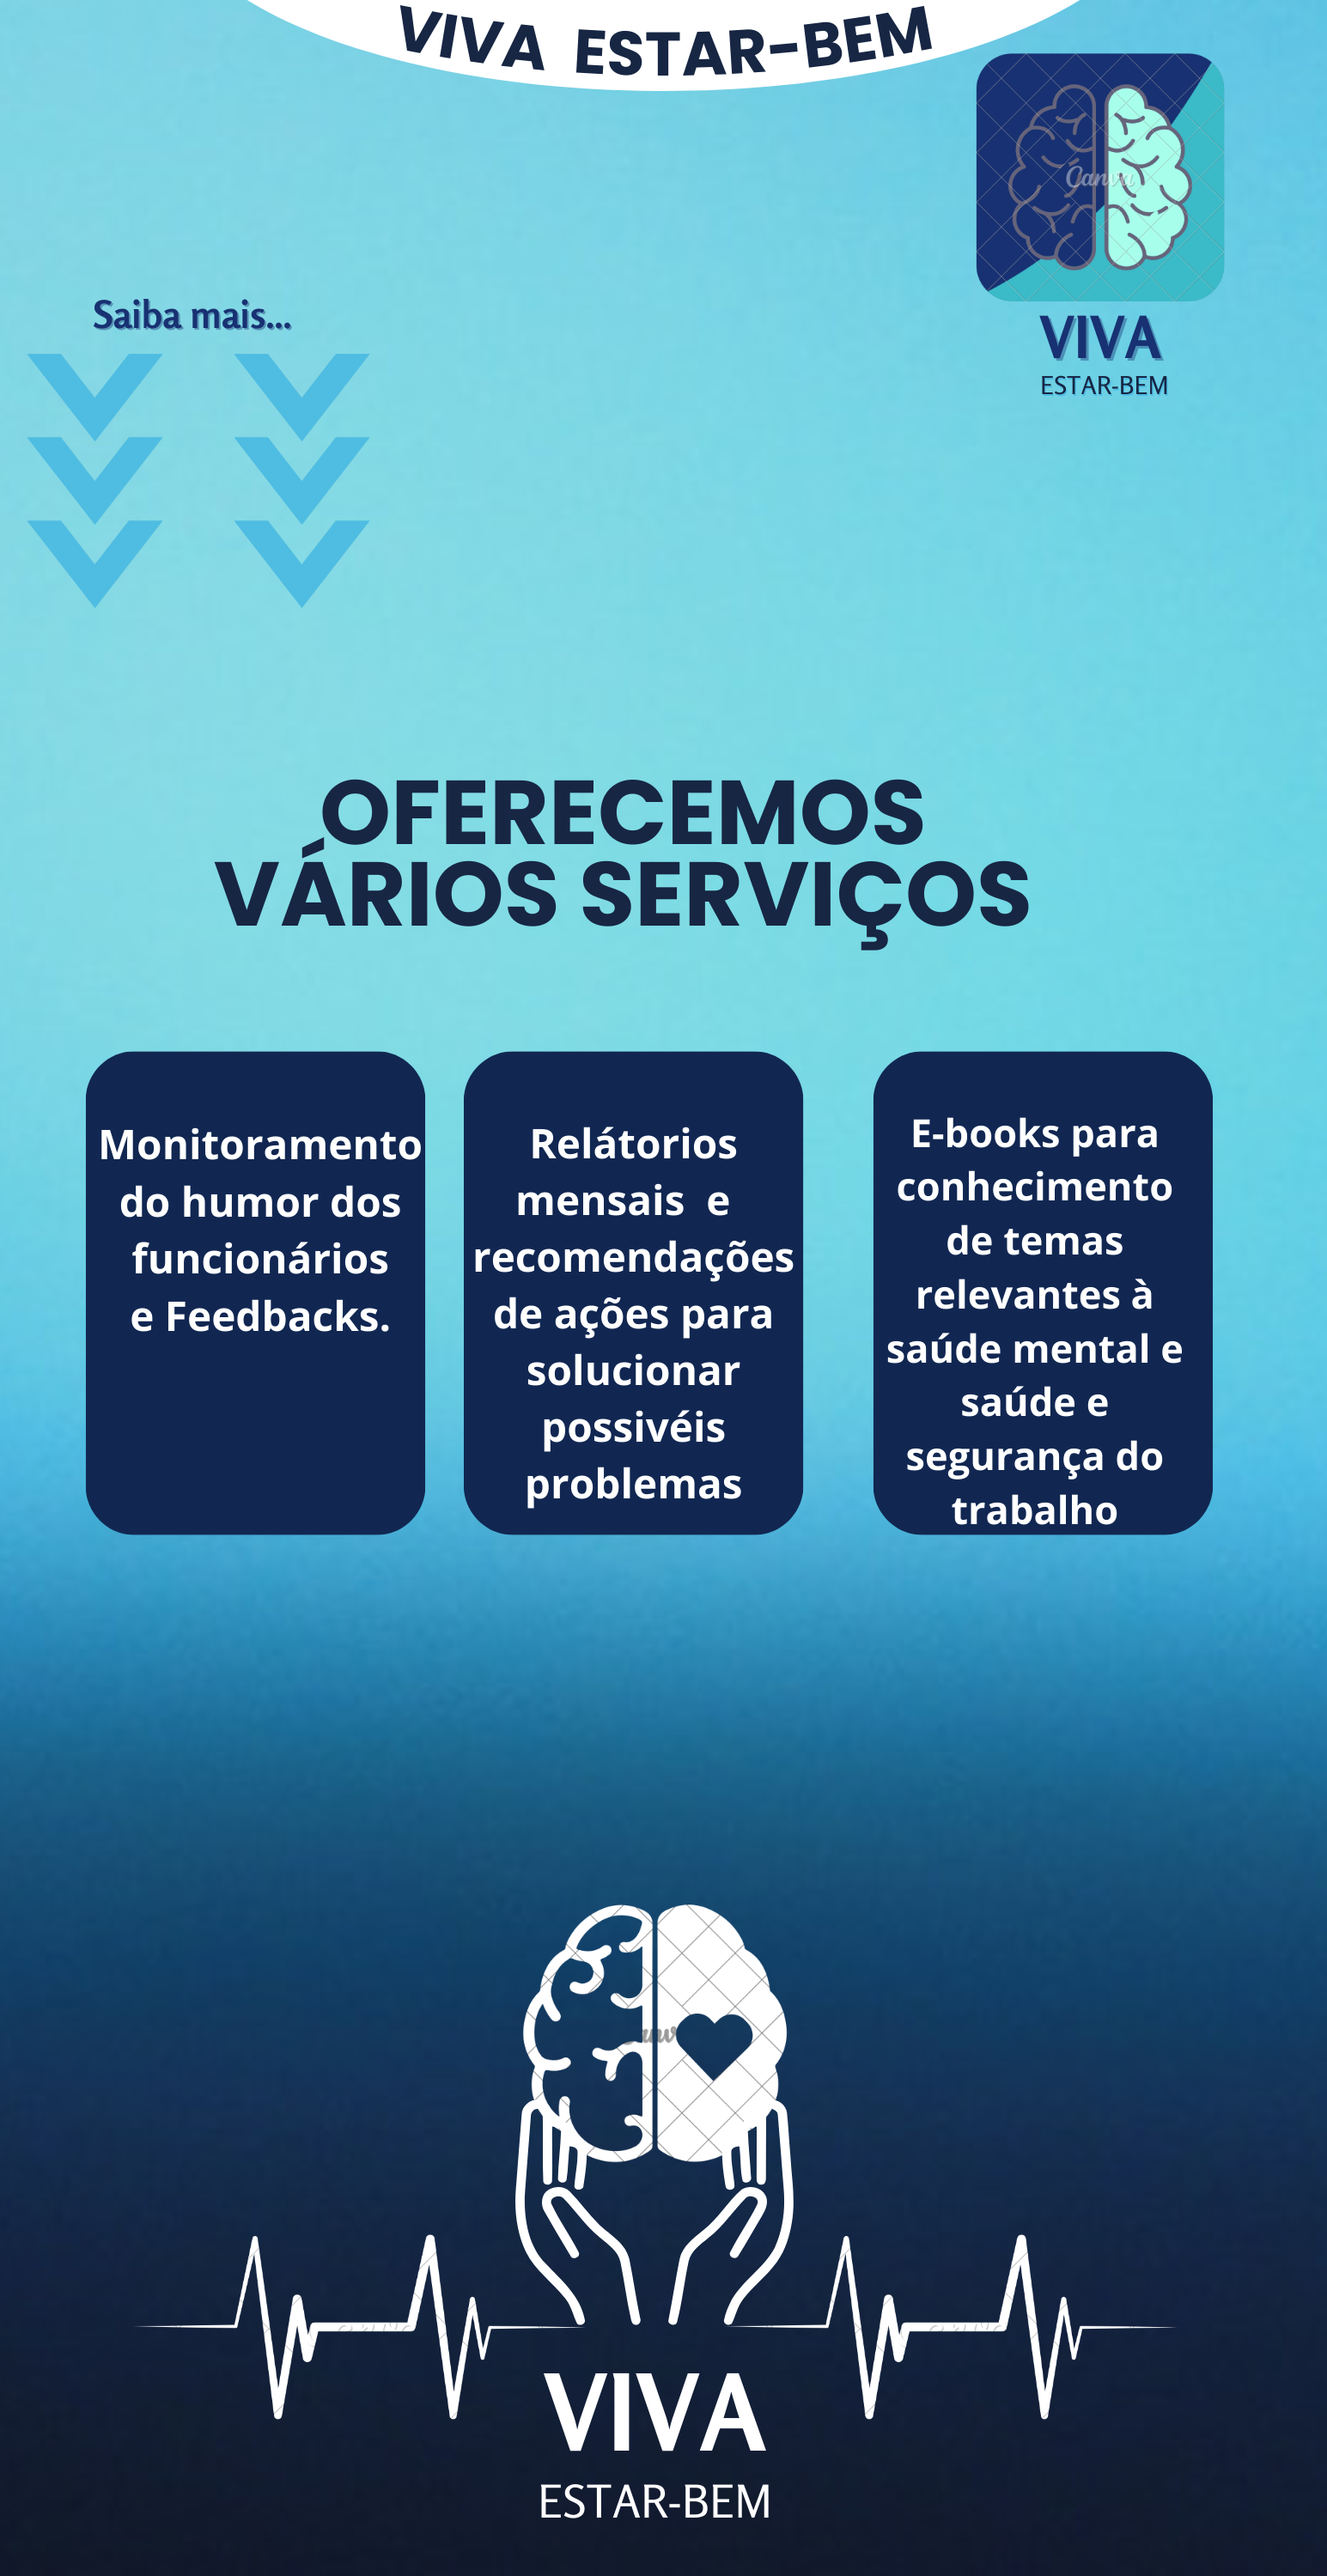 VIVA ESTAR-BEM
Canva
VIVA
ESTAR-BEM
Saiba mais...
OFERECEMOS
VÁRIOS SERVIÇOS
Monitoramento
do humor dos
funcionários
e Feedbacks.
Relátorios
mensais e
recomendações
de ações para
solucionar
possivéis
problemas
E-books para
conhecimento
de temas
relevantes à
saúde mental e
saúde e
segurança do
trabalho
VIVA
ESTAR-BEM